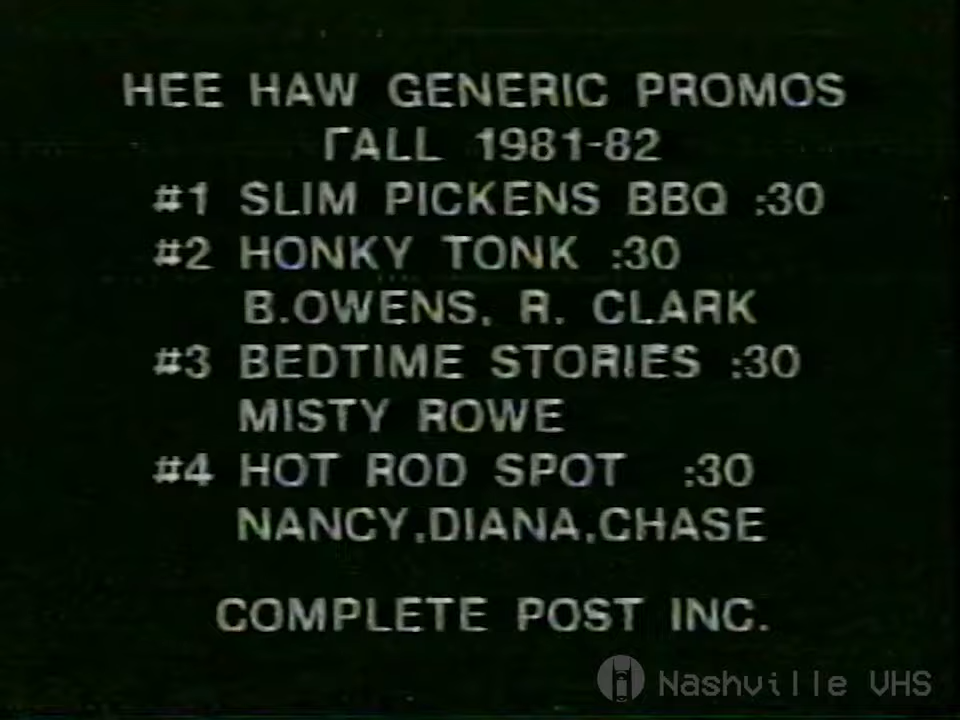 HEE HAW GENERIC PROMOS
FALL 1981-82
#1 SLIM PICKENS BBQ :30
#2 HONKY TONK :30
B.OWENS, R. CLARK
#3 BEDTIME STORIES :30
MISTY ROWE
#4 HOT ROD SPOT :30
NANCY,DIANA,CHASE
COMPLETE POST INC.
Nashville VHS